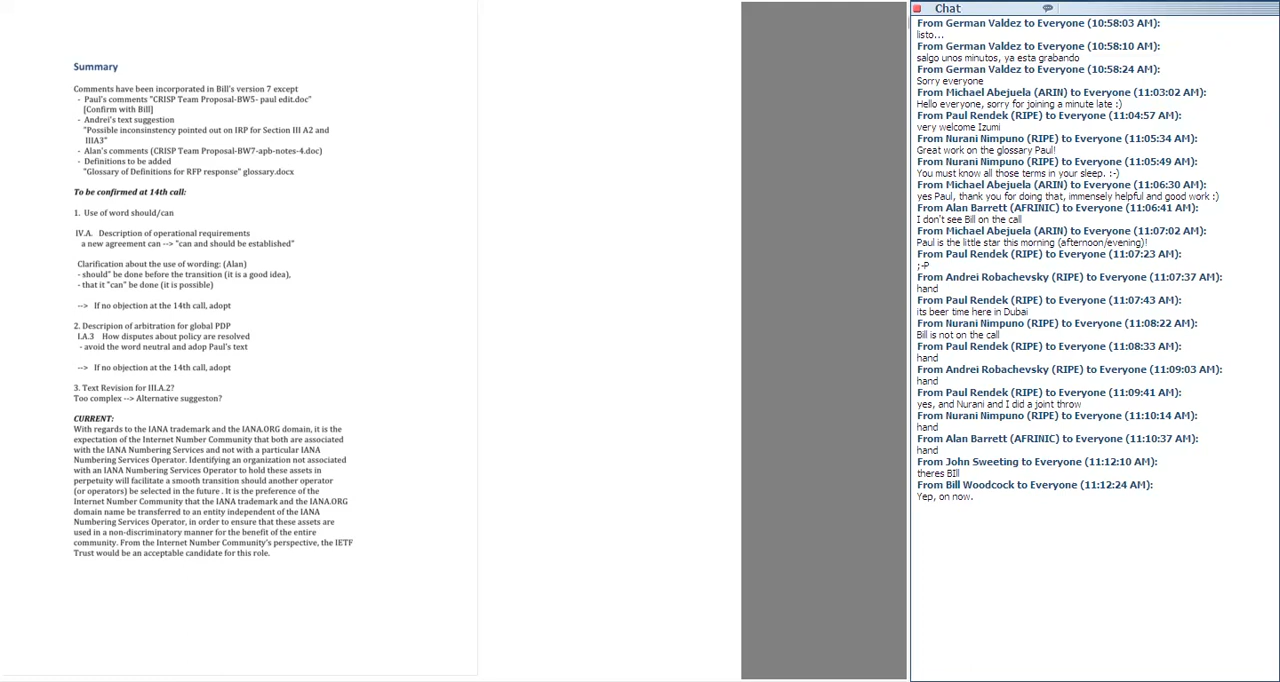 Summary
Comments have been incorporated in Bill's version 7 except
- Paul's comments "CRISP Team Proposal-BW5- paul edit.doc"
[Confirm with Bill]
- Andrei's text suggestion
"Possible inconsinstency pointed out on IRP for Section III A2 and
IIIA3"
- Alan's comments (CRISP Team Proposal-BW7-apb-notes-4.doc)
- Definitions to be added
"Glossary of Definitions for RFP response" glossary.docx
To be confirmed at 14th call:
1. Use of word should/can
IV.A. Description of operational requirements
a new agreement can --> "can and should be established"
Clarification about the use of wording: (Alan)
- should" be done before the transition (it is a good idea),
- that it "can" be done (it is possible)
--> If no objection at the 14th call, adopt
2. Descripion of arbitration for global PDP
I.A.3 How disputes about policy are resolved
- avoid the word neutral and adop Paul's text
--> If no objection at the 14th call, adopt
3. Text Revision for III.A.2?
Too complex --> Alternative suggeston?
CURRENT:
With regards to the IANA trademark and the IANA.ORG domain, it is the
expectation of the Internet Number Community that both are associated
with the IANA Numbering Services and not with a particular IANA
Numbering Services Operator. Identifying an organization not associated
with an IANA Numbering Services Operator to hold these assets in
perpetuity will facilitate a smooth transition should another operator
(or operators) be selected in the future . It is the preference of the
Internet Number Community that the IANA trademark and the IANA.ORG
domain name be transferred to an entity independent of the IANA
Numbering Services Operator, in order to ensure that these assets are
used in a non-discriminatory manner for the benefit of the entire
community. From the Internet Number Community's perspective, the IETF
Trust would be an acceptable candidate for this role.
Chat
From German Valdez to Everyone (10:58:03 AM):
listo...
From German Valdez to Everyone (10:58:10 AM):
salgo unos minutos, ya esta grabando
From German Valdez to Everyone (10:58:24 AM):
Sorry everyone
From Michael Abejuela (ARIN) to Everyone (11:03:02 AM):
Hello everyone, sorry for joining a minute late :)
From Paul Rendek (RIPE) to Everyone (11:04:57 AM):
very welcome Izumi
From Nurani Nimpuno (RIPE) to Everyone (11:05:34 AM):
Great work on the glossary Paul!
From Nurani Nimpuno (RIPE) to Everyone (11:05:49 AM):
You must know all those terms in your sleep. :-)
From Michael Abejuela (ARIN) to Everyone (11:06:30 AM):
yes Paul, thank you for doing that, immensely helpful and good work :)
From Alan Barrett (AFRINIC) to Everyone (11:06:41 AM):
I don't see Bill on the call
From Michael Abejuela (ARIN) to Everyone (11:07:02 AM):
Paul is the little star this morning (afternoon/evening)!
From Paul Rendek (RIPE) to Everyone (11:07:23 AM):
;-P
From Andrei Robachevsky (RIPE) to Everyone (11:07:37 AM):
hand
From Paul Rendek (RIPE) to Everyone (11:07:43 AM):
its beer time here in Dubai
From Nurani Nimpuno (RIPE) to Everyone (11:08:22 AM):
Bill is not on the call
From Paul Rendek (RIPE) to Everyone (11:08:33 AM):
hand
From Andrei Robachevsky (RIPE) to Everyone (11:09:03 AM):
hand
From Paul Rendek (RIPE) to Everyone (11:09:41 AM):
yes, and Nurani and I did a joint throw
From Nurani Nimpuno (RIPE) to Everyone (11:10:14 AM):
hand
From Alan Barrett (AFRINIC) to Everyone (11:10:37 AM):
hand
From John Sweeting to Everyone (11:12:10 AM):
theres BIll
From Bill Woodcock to Everyone (11:12:24 AM):
Yep, on now.